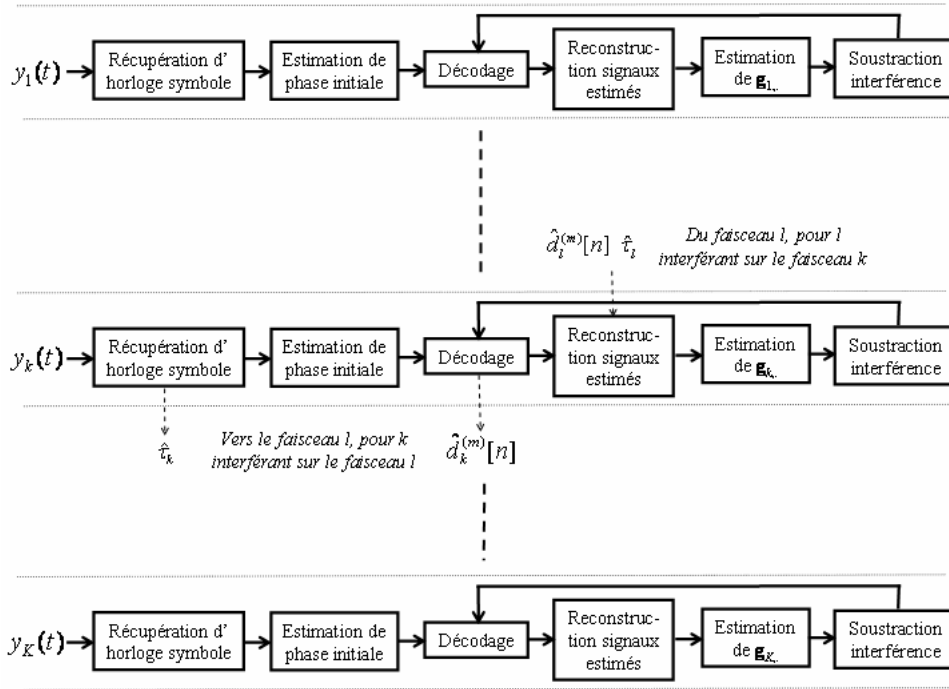 y₁(t)
Récupération d'
horloge symbole
Estimation de
phase initiale
Décodage
Reconstruc-
tion signaux
estimés
Estimation
de g₁,.
Soustraction
interférence
d̂ₗ⁽ᵐ⁾[n] τ̂ₗ
Du faisceau l, pour l
interférant sur le faisceau k
yₖ(t)
Récupération d'
horloge symbole
Estimation de
phase initiale
Décodage
Reconstruc-
tion signaux
estimés
Estimation
de gₖ,.
Soustraction
interférence
τ̂ₖ
Vers le faisceau l, pour k
interférant sur le faisceau l
d̂ₖ⁽ᵐ⁾[n]
y_K(t)
Récupération d'
horloge symbole
Estimation de
phase initiale
Décodage
Reconstruc-
tion signaux
estimés
Estimation
de g_K,.
Soustraction
interférence